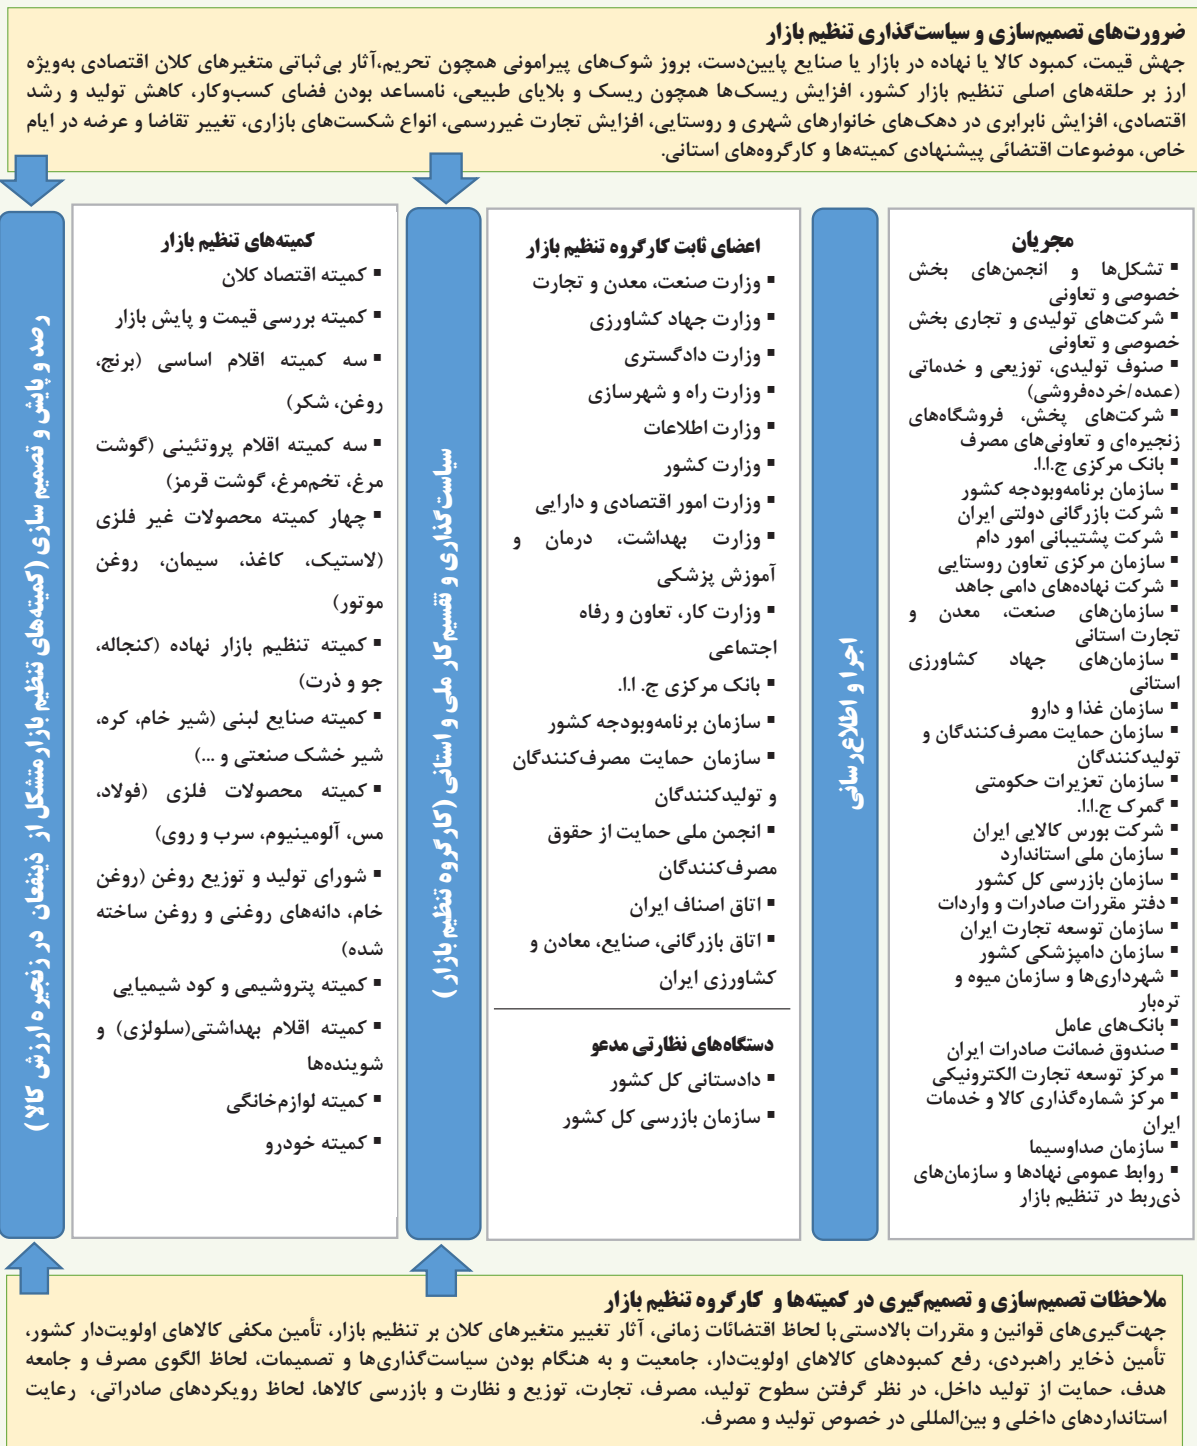 ضرورت‌های تصمیم‌سازی و سیاست‌گذاری تنظیم بازار
جهش قیمت، کمبود کالا یا نهاده در بازار یا صنایع پایین‌دست، بروز شوک‌های پیرامونی همچون تحریم،آثار بی‌ثباتی متغیرهای کلان اقتصادی به‌ویژه
ارز بر حلقه‌های اصلی تنظیم بازار کشور، افزایش ریسک‌ها همچون ریسک و بلایای طبیعی، نامساعد بودن فضای کسب‌وکار، کاهش تولید و رشد
اقتصادی، افزایش نابرابری در دهک‌های خانوارهای شهری و روستایی، افزایش تجارت غیررسمی، انواع شکست‌های بازاری، تغییر تقاضا و عرضه در ایام
خاص، موضوعات اقتضائی پیشنهادی کمیته‌ها و کارگروه‌های استانی.
مجریان
▪ تشکل‌ها و انجمن‌های بخش
خصوصی و تعاونی
▪ شرکت‌های تولیدی و تجاری بخش
خصوصی و تعاونی
▪ صنوف تولیدی، توزیعی و خدماتی
(عمده/خرده‌فروشی)
▪ شرکت‌های پخش، فروشگاه‌های
زنجیره‌ای و تعاونی‌های مصرف
▪ بانک مرکزی ج.ا.ا.
▪ سازمان برنامه‌وبودجه کشور
▪ شرکت بازرگانی دولتی ایران
▪ شرکت پشتیبانی امور دام
▪ سازمان مرکزی تعاون روستایی
▪ شرکت نهاده‌های دامی جاهد
▪ سازمان‌های صنعت، معدن و
تجارت استانی
▪ سازمان‌های جهاد کشاورزی
استانی
▪ سازمان غذا و دارو
▪ سازمان حمایت مصرف‌کنندگان و
تولیدکنندگان
▪ سازمان تعزیرات حکومتی
▪ گمرک ج.ا.ا.
▪ شرکت بورس کالایی ایران
▪ سازمان ملی استاندارد
▪ سازمان بازرسی کل کشور
▪ دفتر مقررات صادرات و واردات
▪ سازمان توسعه تجارت ایران
▪ سازمان دامپزشکی کشور
▪ شهرداری‌ها و سازمان میوه و
تره‌بار
▪ بانک‌های عامل
▪ صندوق ضمانت صادرات ایران
▪ مرکز توسعه تجارت الکترونیکی
▪ مرکز شماره‌گذاری کالا و خدمات
ایران
▪ سازمان صداوسیما
▪ روابط عمومی نهادها و سازمان‌های
ذی‌ربط در تنظیم بازار
اجرا و اطلاع‌رسانی
اعضای ثابت کارگروه تنظیم بازار
▪ وزارت صنعت، معدن و تجارت
▪ وزارت جهاد کشاورزی
▪ وزارت دادگستری
▪ وزارت راه و شهرسازی
▪ وزارت اطلاعات
▪ وزارت کشور
▪ وزارت امور اقتصادی و دارایی
▪ وزارت بهداشت، درمان و
آموزش پزشکی
▪ وزارت کار، تعاون و رفاه
اجتماعی
▪ بانک مرکزی ج. ا.ا.
▪ سازمان برنامه‌وبودجه کشور
▪ سازمان حمایت مصرف‌کنندگان
و تولیدکنندگان
▪ انجمن ملی حمایت از حقوق
مصرف‌کنندگان
▪ اتاق اصناف ایران
▪ اتاق بازرگانی، صنایع، معادن و
کشاورزی ایران
دستگاه‌های نظارتی مدعو
▪ دادستانی کل کشور
▪ سازمان بازرسی کل کشور
سیاست‌گذاری و تقسیم کار ملی و استانی (کارگروه تنظیم بازار )
کمیته‌های تنظیم بازار
▪ کمیته اقتصاد کلان
▪ کمیته بررسی قیمت و پایش بازار
▪ سه کمیته اقلام اساسی (برنج،
روغن، شکر)
▪ سه کمیته اقلام پروتئینی (گوشت
مرغ، تخم‌مرغ، گوشت قرمز)
▪ چهار کمیته محصولات غیر فلزی
(لاستیک، کاغذ، سیمان، روغن
موتور)
▪ کمیته تنظیم بازار نهاده (کنجاله،
جو و ذرت)
▪ کمیته صنایع لبنی (شیر خام، کره،
شیر خشک صنعتی و ...)
▪ کمیته محصولات فلزی (فولاد،
مس، آلومینیوم، سرب و روی)
▪ شورای تولید و توزیع روغن (روغن
خام، دانه‌های روغنی و روغن ساخته
شده)
▪ کمیته پتروشیمی و کود شیمیایی
▪ کمیته اقلام بهداشتی(سلولزی) و
شوینده‌ها
▪ کمیته لوازم‌خانگی
▪ کمیته خودرو
رصد و پایش و تصمیم سازی (کمیته‌های تنظیم بازار متشکل از ذینفعان در زنجیره ارزش کالا )
ملاحظات تصمیم‌سازی و تصمیم‌گیری در کمیته‌ها و کارگروه تنظیم بازار
جهت‌گیری‌های قوانین و مقررات بالادستی با لحاظ اقتضائات زمانی، آثار تغییر متغیرهای کلان بر تنظیم بازار، تأمین مکفی کالاهای اولویت‌دار کشور،
تأمین ذخایر راهبردی، رفع کمبودهای کالاهای اولویت‌دار، جامعیت و به هنگام بودن سیاست‌گذاری‌ها و تصمیمات، لحاظ الگوی مصرف و جامعه
هدف، حمایت از تولید داخل، در نظر گرفتن سطوح تولید، مصرف، تجارت، توزیع و نظارت و بازرسی کالاها، لحاظ رویکردهای صادراتی، رعایت
استانداردهای داخلی و بین‌المللی در خصوص تولید و مصرف.